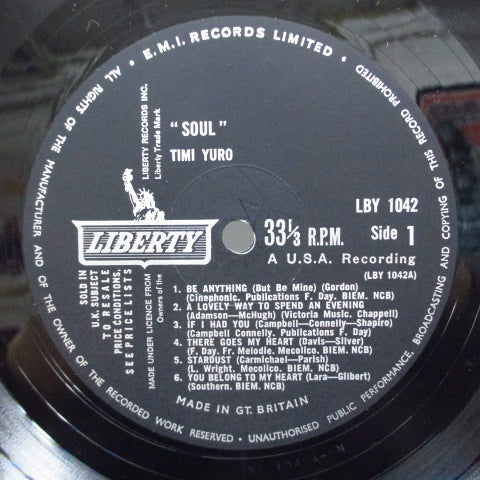 • E.M.I. RECORDS LIMITED •
ALL RIGHTS OF THE MANUFACTURER AND OF THE OWNER OF THE RECORDED WORK RESERVED • UNAUTHORISED PUBLIC PERFORMANCE, BROADCASTING AND COPYING OF THIS RECORD PROHIBITED
LIBERTY RECORDS INC.
Liberty Trade Mark
" SOUL "
TIMI YURO
LIBERTY
LBY 1042
33⅓ R.P.M.
Side 1
A U.S.A. Recording
(LBY 1042A)
SOLD IN
U.K. SUBJECT
TO RESALE
PRICE CONDITIONS,
SEE PRICE LISTS
MADE UNDER LICENCE FROM
Owners of the
1. BE ANYTHING (But Be Mine) (Gordon)
(Cinephonic. Publications F. Day. BIEM. NCB)
2. A LOVELY WAY TO SPEND AN EVENING
(Adamson—McHugh) (Victoria Music. Chappell)
3. IF I HAD YOU (Campbell—Connelly—Shapiro)
(Campbell Connelly. Publications F. Day)
4. THERE GOES MY HEART (Davis—Silver)
(F. Day. Fr. Melodie. Mecolico. BIEM. NCB)
5. STARDUST (Carmichael—Parish)
(L. Wright. Mecolico. BIEM. NCB)
6. YOU BELONG TO MY HEART (Lara—Gilbert)
(Southern. BIEM. NCB)
MADE IN GT. BRITAIN